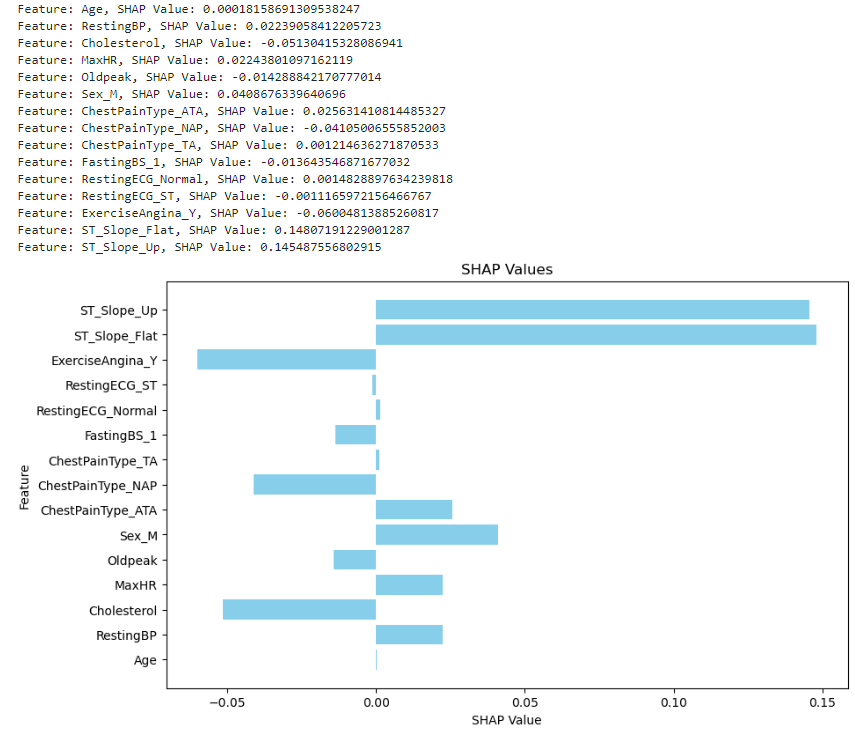 Feature: Age, SHAP Value: 0.00018158691309538247
Feature: RestingBP, SHAP Value: 0.02239058412205723
Feature: Cholesterol, SHAP Value: -0.05130415328086941
Feature: MaxHR, SHAP Value: 0.02243801097162119
Feature: Oldpeak, SHAP Value: -0.014288842170777014
Feature: Sex_M, SHAP Value: 0.0408676339640696
Feature: ChestPainType_ATA, SHAP Value: 0.025631410814485327
Feature: ChestPainType_NAP, SHAP Value: -0.04105006555852003
Feature: ChestPainType_TA, SHAP Value: 0.001214636271870533
Feature: FastingBS_1, SHAP Value: -0.013643546871677032
Feature: RestingECG_Normal, SHAP Value: 0.0014828897634239818
Feature: RestingECG_ST, SHAP Value: -0.0011165972156466767
Feature: ExerciseAngina_Y, SHAP Value: -0.06004813885260817
Feature: ST_Slope_Flat, SHAP Value: 0.14807191229001287
Feature: ST_Slope_Up, SHAP Value: 0.145487556802915
SHAP Values
ST_Slope_Up
ST_Slope_Flat
ExerciseAngina_Y
RestingECG_ST
RestingECG_Normal
FastingBS_1
ChestPainType_TA
ChestPainType_NAP
ChestPainType_ATA
Sex_M
Oldpeak
MaxHR
Cholesterol
RestingBP
Age
Feature
−0.05 0.00 0.05 0.10 0.15
SHAP Value